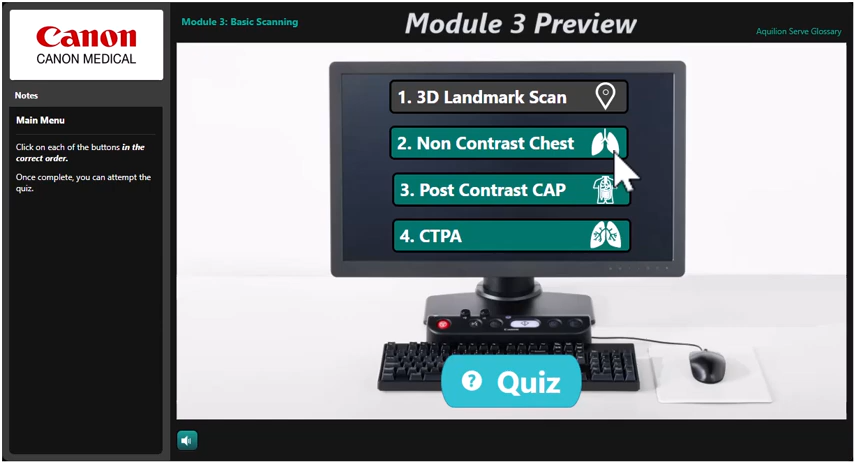 Canon
CANON MEDICAL
Module 3: Basic Scanning
Module 3 Preview
Aquilion Serve Glossary
Notes
Main Menu
Click on each of the buttons in the
correct order.
Once complete, you can attempt the
quiz.
1. 3D Landmark Scan
2. Non Contrast Chest
3. Post Contrast CAP
4. CTPA
? Quiz